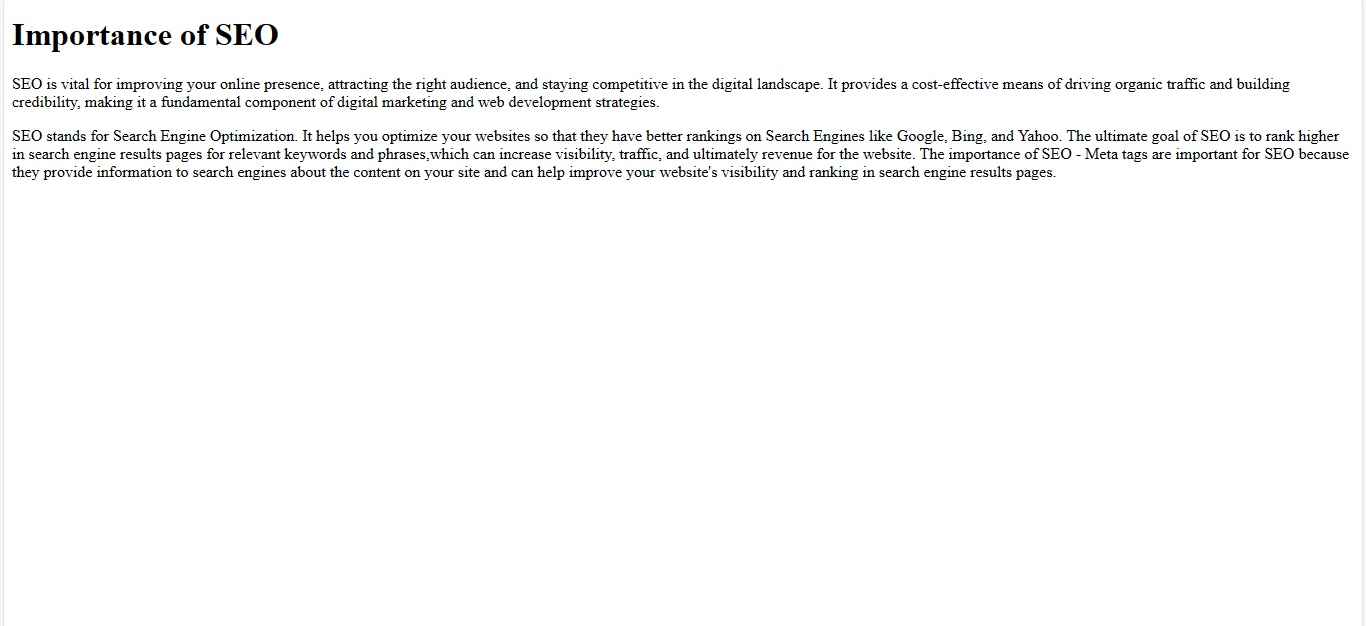 Importance of SEO
SEO is vital for improving your online presence, attracting the right audience, and staying competitive in the digital landscape. It provides a cost-effective means of driving organic traffic and building
credibility, making it a fundamental component of digital marketing and web development strategies.
SEO stands for Search Engine Optimization. It helps you optimize your websites so that they have better rankings on Search Engines like Google, Bing, and Yahoo. The ultimate goal of SEO is to rank higher
in search engine results pages for relevant keywords and phrases,which can increase visibility, traffic, and ultimately revenue for the website. The importance of SEO - Meta tags are important for SEO because
they provide information to search engines about the content on your site and can help improve your website's visibility and ranking in search engine results pages.